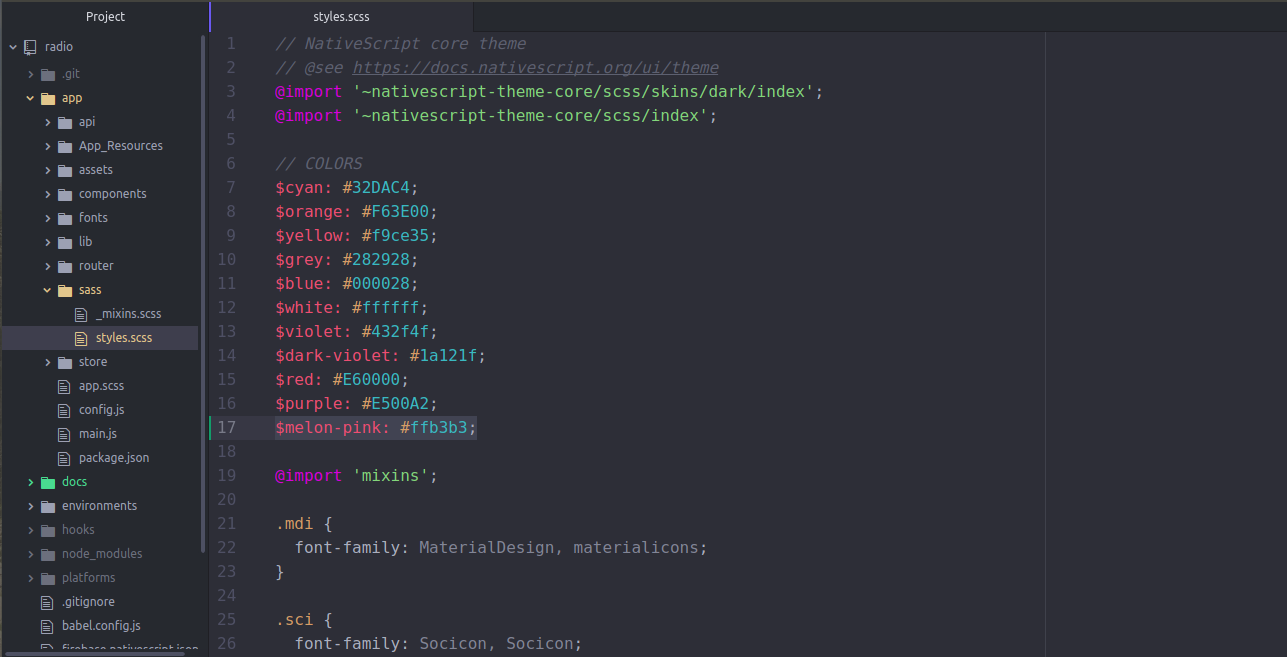 Project
radio
.git
app
api
App_Resources
assets
components
fonts
lib
router
sass
_mixins.scss
styles.scss
store
app.scss
config.js
main.js
package.json
docs
environments
hooks
node_modules
platforms
.gitignore
babel.config.js
firebase.nativescript.json
styles.scss
1 // NativeScript core theme
2 // @see https://docs.nativescript.org/ui/theme
3 @import '~nativescript-theme-core/scss/skins/dark/index';
4 @import '~nativescript-theme-core/scss/index';
5
6 // COLORS
7 $cyan: #32DAC4;
8 $orange: #F63E00;
9 $yellow: #f9ce35;
10 $grey: #282928;
11 $blue: #000028;
12 $white: #ffffff;
13 $violet: #432f4f;
14 $dark-violet: #1a121f;
15 $red: #E60000;
16 $purple: #E500A2;
17 $melon-pink: #ffb3b3;
18
19 @import 'mixins';
20
21 .mdi {
22 font-family: MaterialDesign, materialicons;
23 }
24
25 .sci {
26 font-family: Socicon, Socicon;